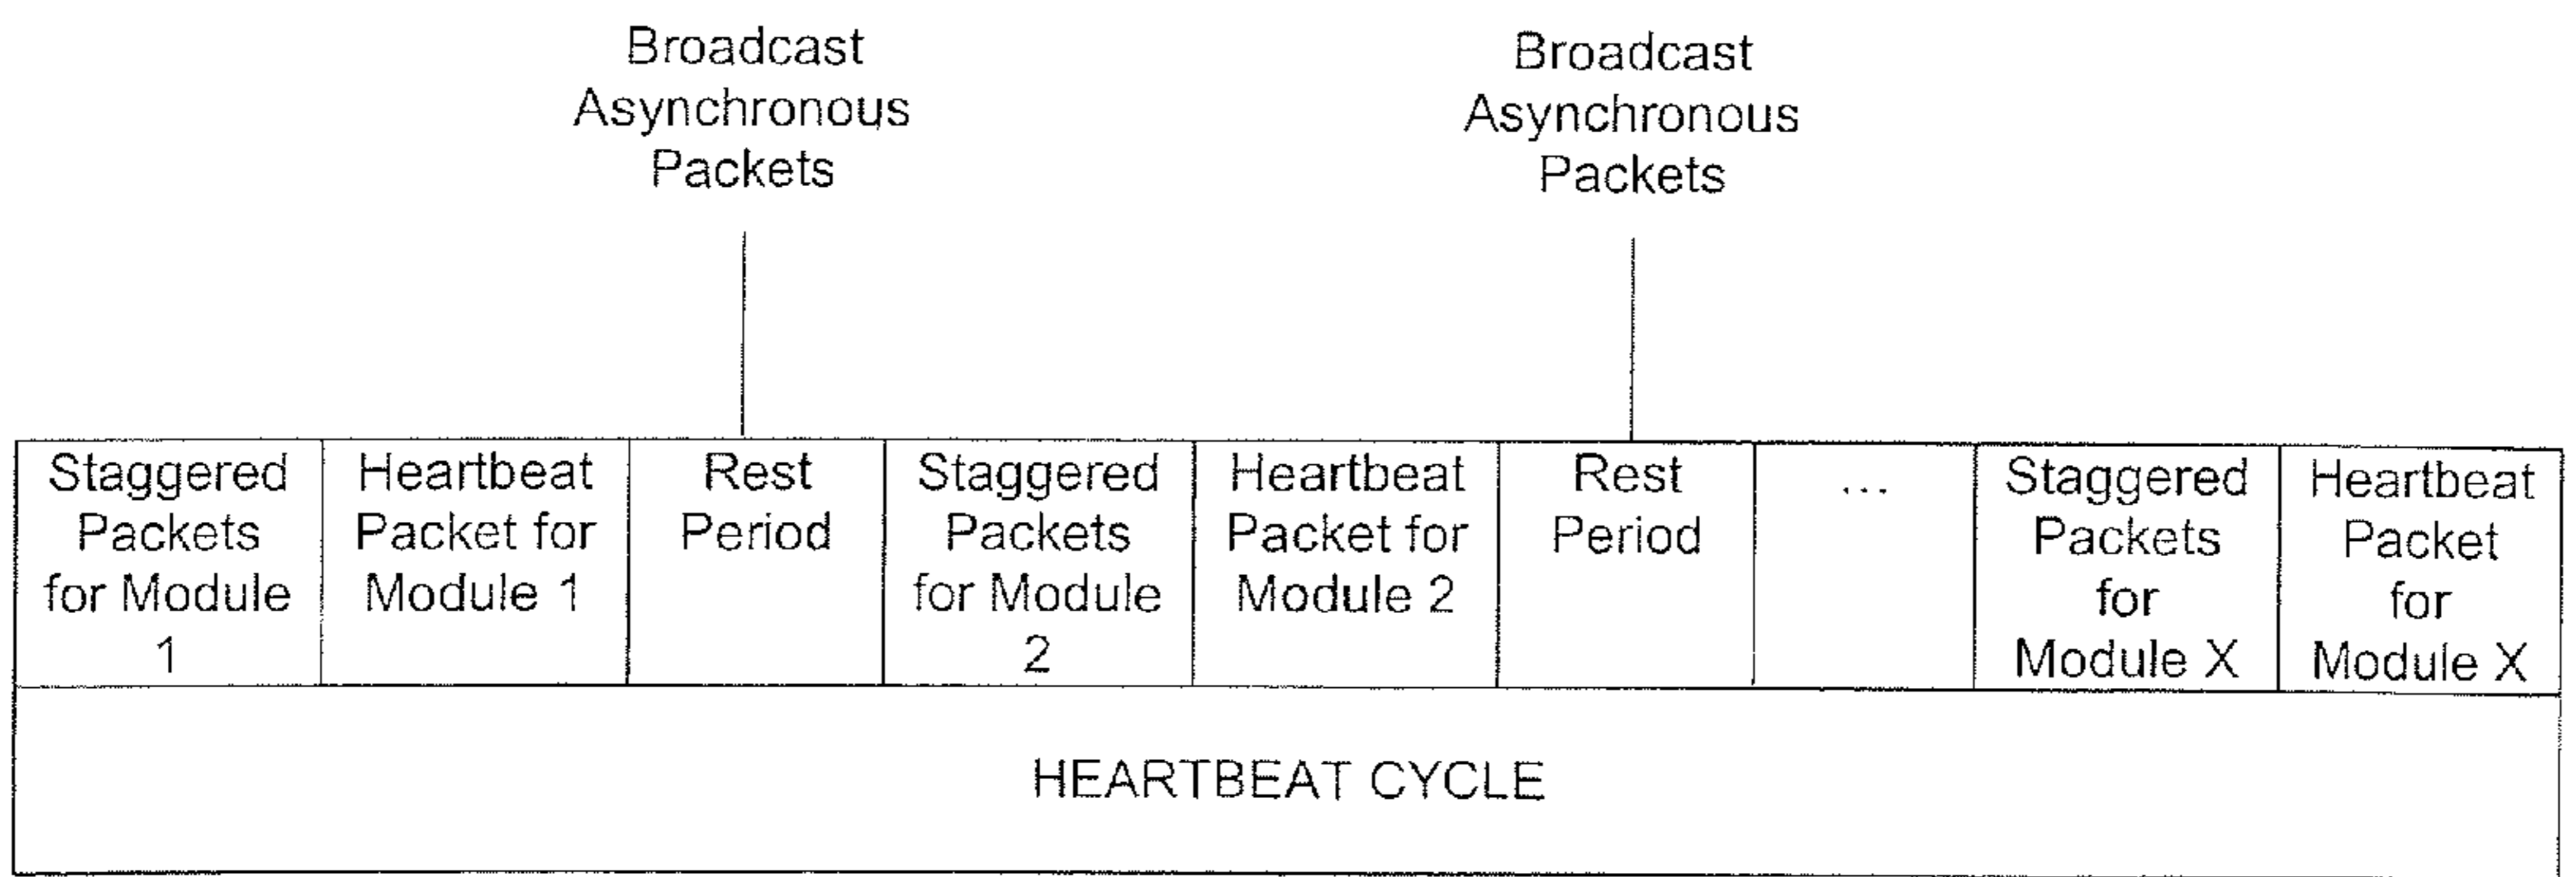 Broadcast
Asynchronous
Packets
Broadcast
Asynchronous
Packets
Staggered
Packets
for Module
1
Heartbeat
Packet for
Module 1
Rest
Period
Staggered
Packets
for Module
2
Heartbeat
Packet for
Module 2
Rest
Period
...
Staggered
Packets
for
Module X
Heartbeat
Packet
for
Module X
HEARTBEAT CYCLE